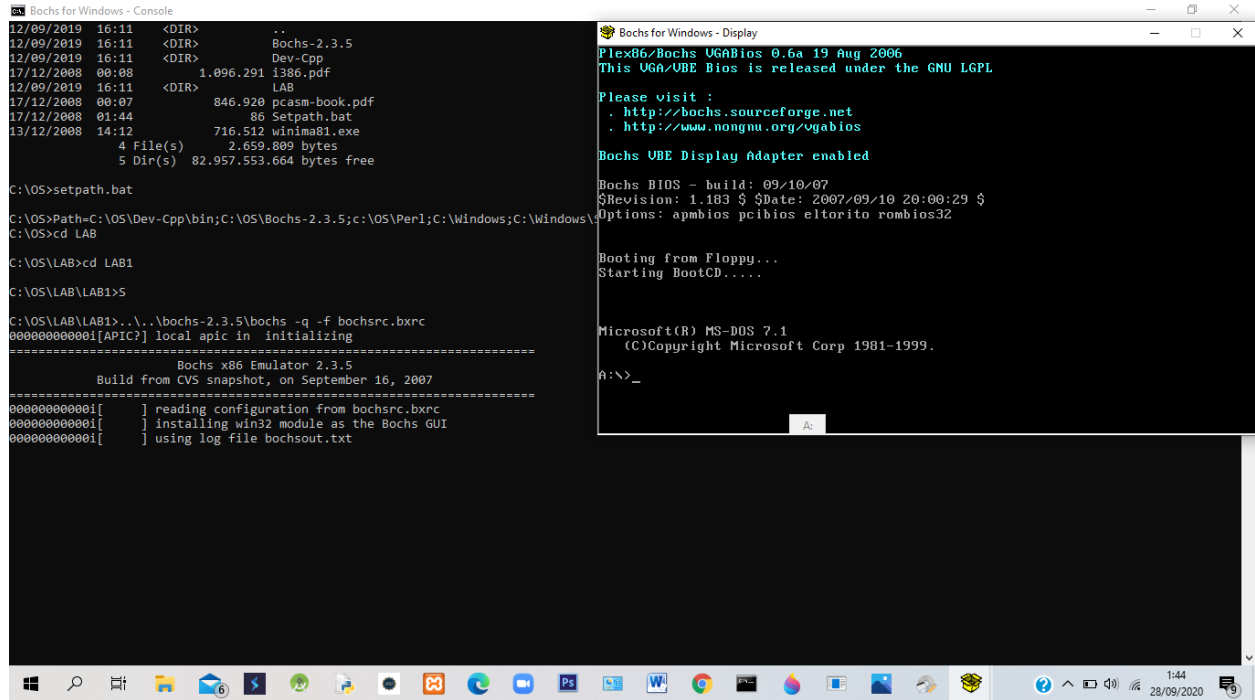 Bochs for Windows - Console
12/09/2019  16:11    <DIR>          ..
12/09/2019  16:11    <DIR>          Bochs-2.3.5
12/09/2019  16:11    <DIR>          Dev-Cpp
17/12/2008  00:08         1.096.291 i386.pdf
12/09/2019  16:11    <DIR>          LAB
17/12/2008  00:07           846.920 pcasm-book.pdf
17/12/2008  01:44                86 Setpath.bat
13/12/2008  14:12           716.512 winima81.exe
4 File(s)      2.659.809 bytes
5 Dir(s)  82.957.553.664 bytes free
C:\OS>setpath.bat
C:\OS>Path=C:\OS\Dev-Cpp\bin;C:\OS\Bochs-2.3.5;c:\OS\Perl;C:\Windows;C:\Windows\
C:\OS>cd LAB
C:\OS\LAB>cd LAB1
C:\OS\LAB\LAB1>S
C:\OS\LAB\LAB1>..\..\bochs-2.3.5\bochs -q -f bochsrc.bxrc
00000000000i[APIC?] local apic in  initializing
========================================================================
Bochs x86 Emulator 2.3.5
Build from CVS snapshot, on September 16, 2007
========================================================================
00000000000i[     ] reading configuration from bochsrc.bxrc
00000000000i[     ] installing win32 module as the Bochs GUI
00000000000i[     ] using log file bochsout.txt
Bochs for Windows - Display
Plex86/Bochs VGABios 0.6a 19 Aug 2006
This VGA/VBE Bios is released under the GNU LGPL
Please visit :
. http://bochs.sourceforge.net
. http://www.nongnu.org/vgabios
Bochs VBE Display Adapter enabled
Bochs BIOS - build: 09/10/07
$Revision: 1.183 $ $Date: 2007/09/10 20:00:29 $
Options: apmbios pcibios eltorito rombios32
Booting from Floppy...
Starting BootCD.....
Microsoft(R) MS-DOS 7.1
(C)Copyright Microsoft Corp 1981-1999.
A:\>_
A:
6
Ps
W
1:44
28/09/2020
9